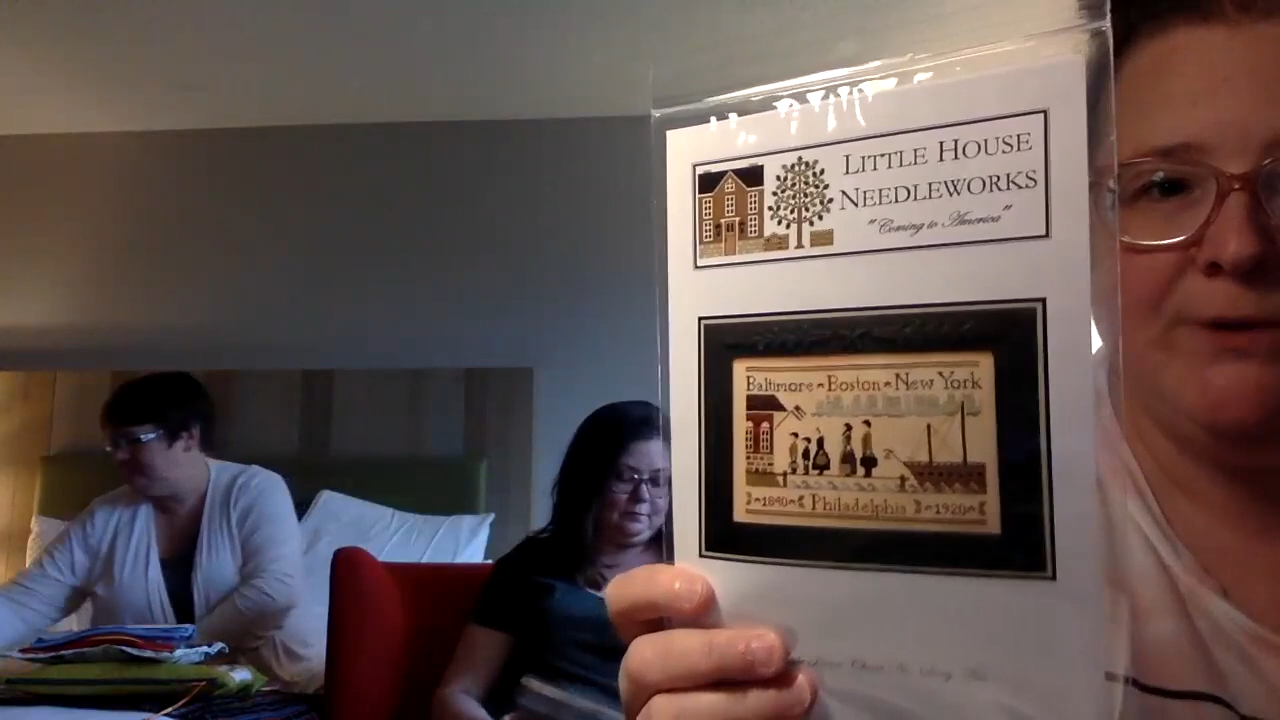 LITTLE HOUSE
NEEDLEWORKS
"Coming to America"
Baltimore Boston New York
1840 Philadelphia 1920